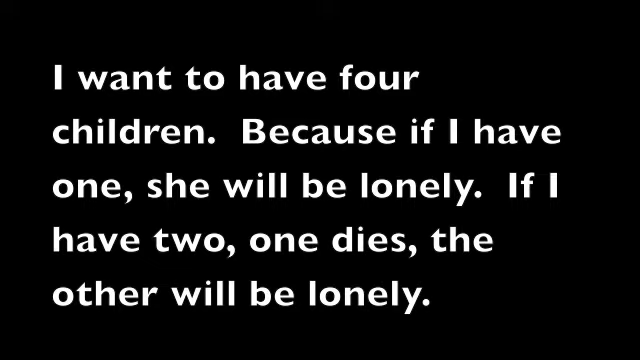 I want to have four
children.  Because if I have
one, she will be lonely.  If I
have two, one dies, the
other will be lonely.